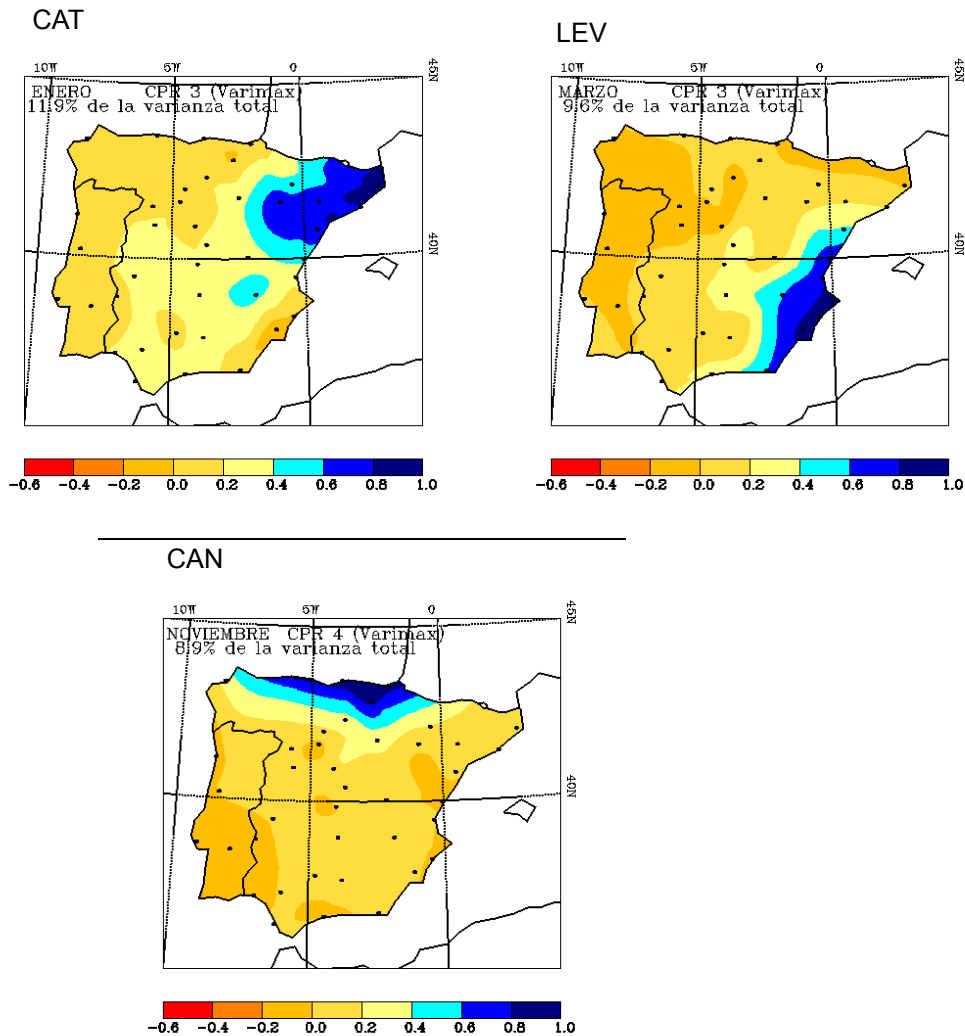 CAT
LEV
10W 5W 0 45N
ENERO CPR 3 (Varimax
11.9% de la varianza total
40N
-0.6 -0.4 -0.2 0.0 0.2 0.4 0.6 0.8 1.0
10W 5W 0 45N
MARZO CPR 3 (Varimax)
9.6% de la varianza total
40N
-0.6 -0.4 -0.2 0.0 0.2 0.4 0.6 0.8 1.0
CAN
10W 5W 0 45N
NOVIEMBRE CPR 4 (Varimax)
8.9% de la varianza total
40N
-0.6 -0.4 -0.2 0.0 0.2 0.4 0.6 0.8 1.0